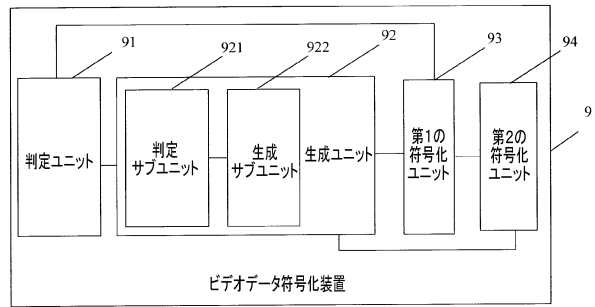 91
921
922
92
93
94
9
判定ユニット
判定
サブユニット
生成
サブユニット
生成ユニット
第1の
符号化
ユニット
第2の
符号化
ユニット
ビデオデータ符号化装置